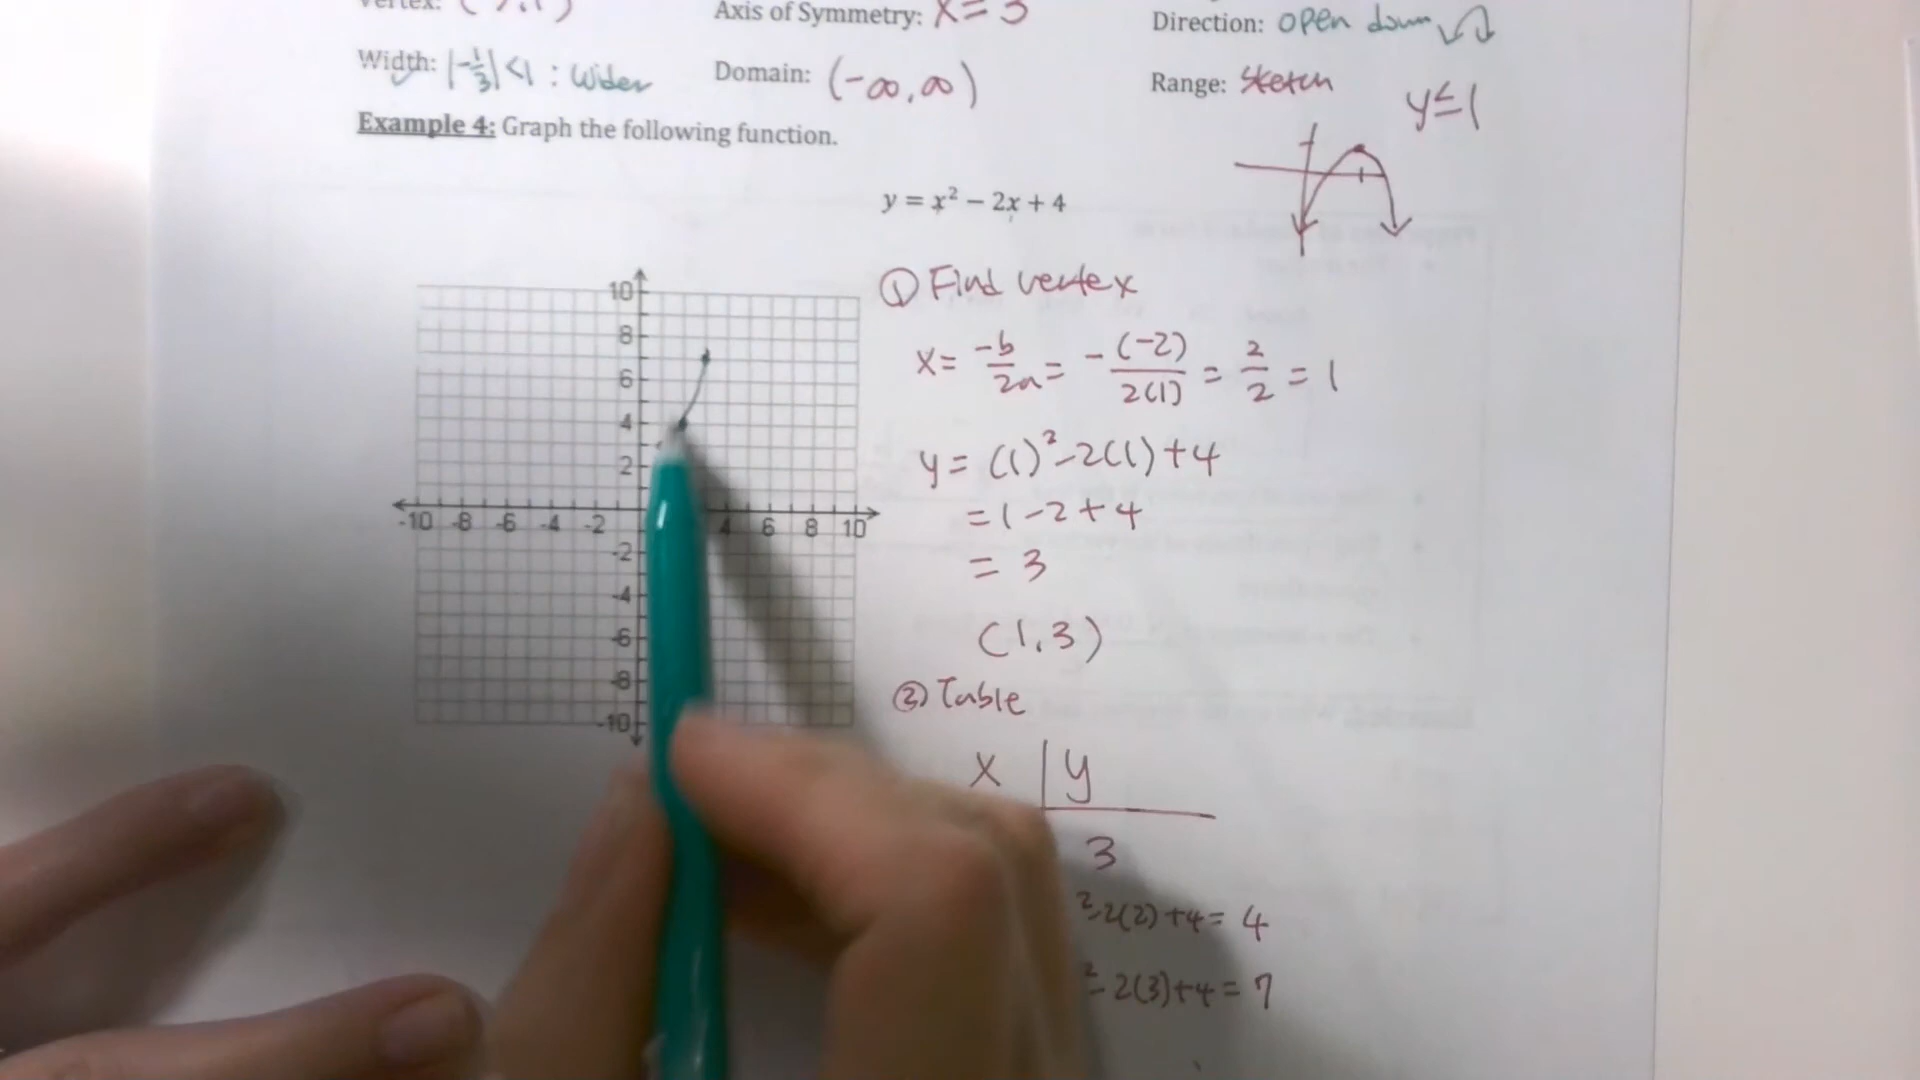 Axis of Symmetry: x = 3
Direction: open down
Width: |-1/3| < 1 : Wider
Domain: (-∞, ∞)
Range: Sketch
y ≤ 1
Example 4: Graph the following function.
y = x² − 2x + 4
① Find vertex
x = -b/2a = -(-2)/2(1) = 2/2 = 1
y = (1)² - 2(1) + 4
= 1 - 2 + 4
= 3
(1, 3)
② Table
x | y
3
² - 2(2) + 4 = 4
² - 2(3) + 4 = 7
10
8
6
4
2
-10 -8 -6 -4 -2 4 6 8 10
-2
-4
-6
-8
-10